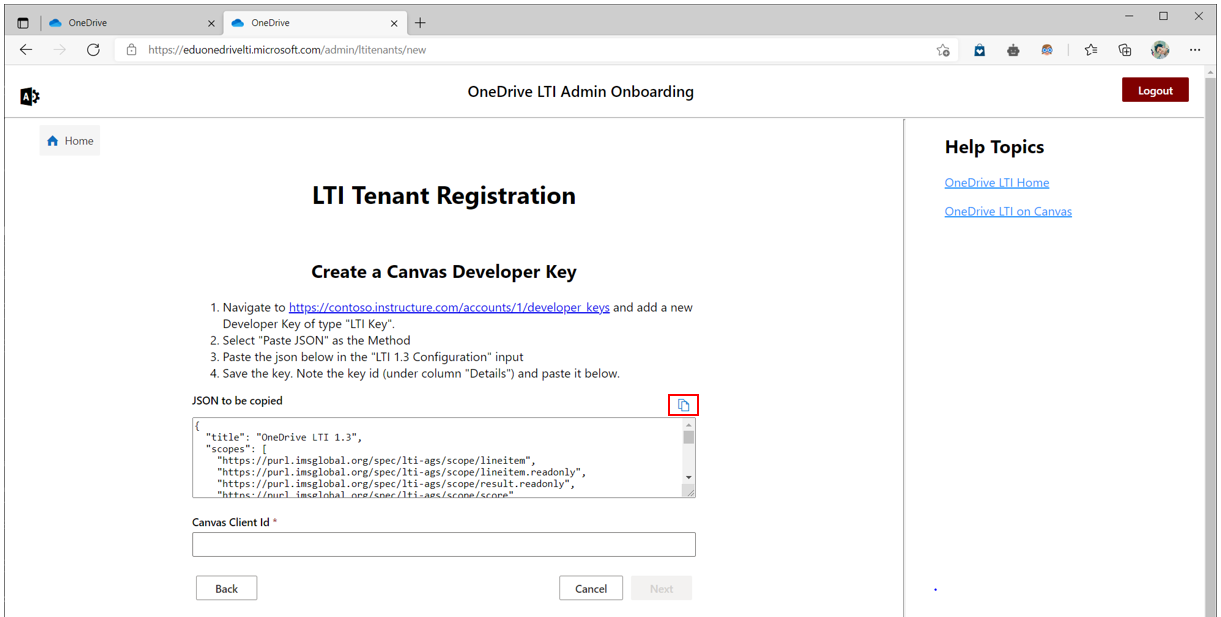 OneDrive
OneDrive
https://eduonedrivelti.microsoft.com/admin/ltitenants/new
OneDrive LTI Admin Onboarding
Logout
Home
LTI Tenant Registration
Create a Canvas Developer Key
1. Navigate to https://contoso.instructure.com/accounts/1/developer_keys and add a new
Developer Key of type "LTI Key".
2. Select "Paste JSON" as the Method
3. Paste the json below in the "LTI 1.3 Configuration" input
4. Save the key. Note the key id (under column "Details") and paste it below.
JSON to be copied
{
"title": "OneDrive LTI 1.3",
"scopes": [
"https://purl.imsglobal.org/spec/lti-ags/scope/lineitem",
"https://purl.imsglobal.org/spec/lti-ags/scope/lineitem.readonly",
"https://purl.imsglobal.org/spec/lti-ags/scope/result.readonly",
"https://purl.imsglobal.org/spec/lti-ags/scope/score"
Canvas Client Id *
Back
Cancel
Next
Help Topics
OneDrive LTI Home
OneDrive LTI on Canvas